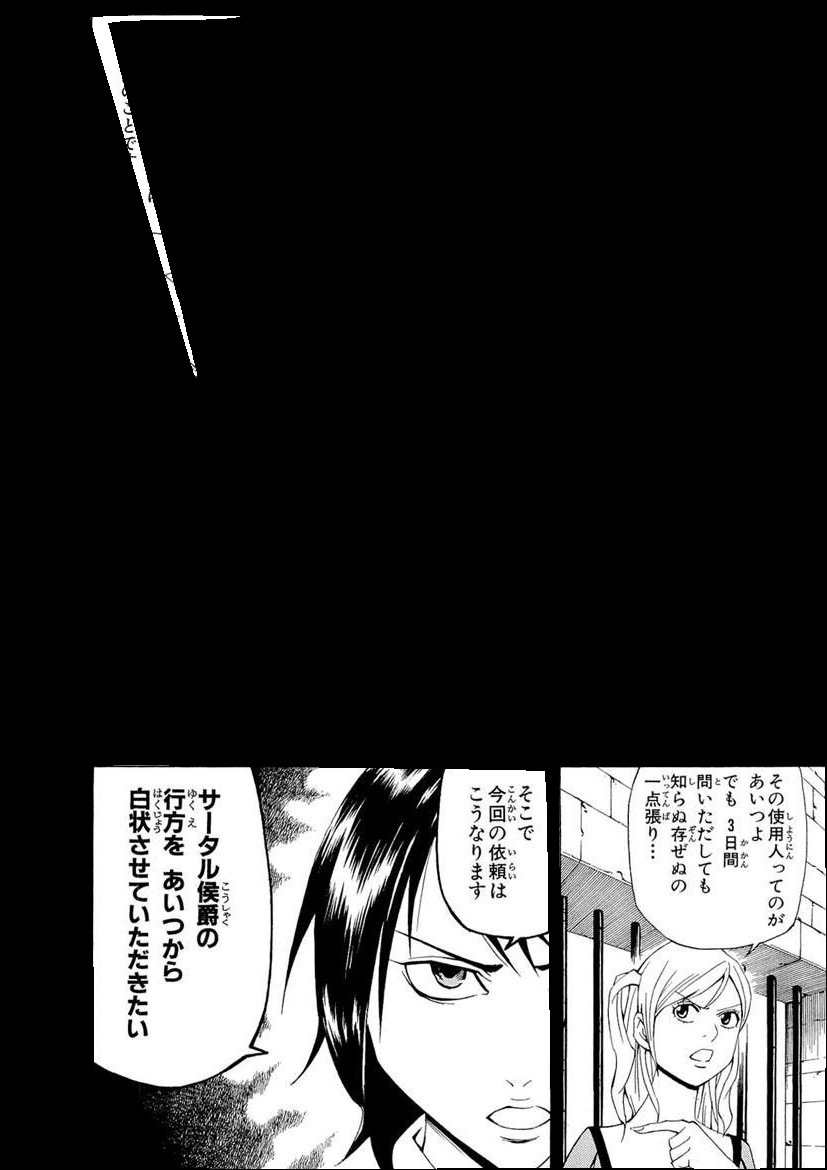 その使用人ってのが
あいつよ
でも 3日間
問いただしても
知らぬ存ぜぬの
一点張り…
そこで
今回の依頼は
こうなります
サータル侯爵の
行方を あいつから
白状させていただきたい